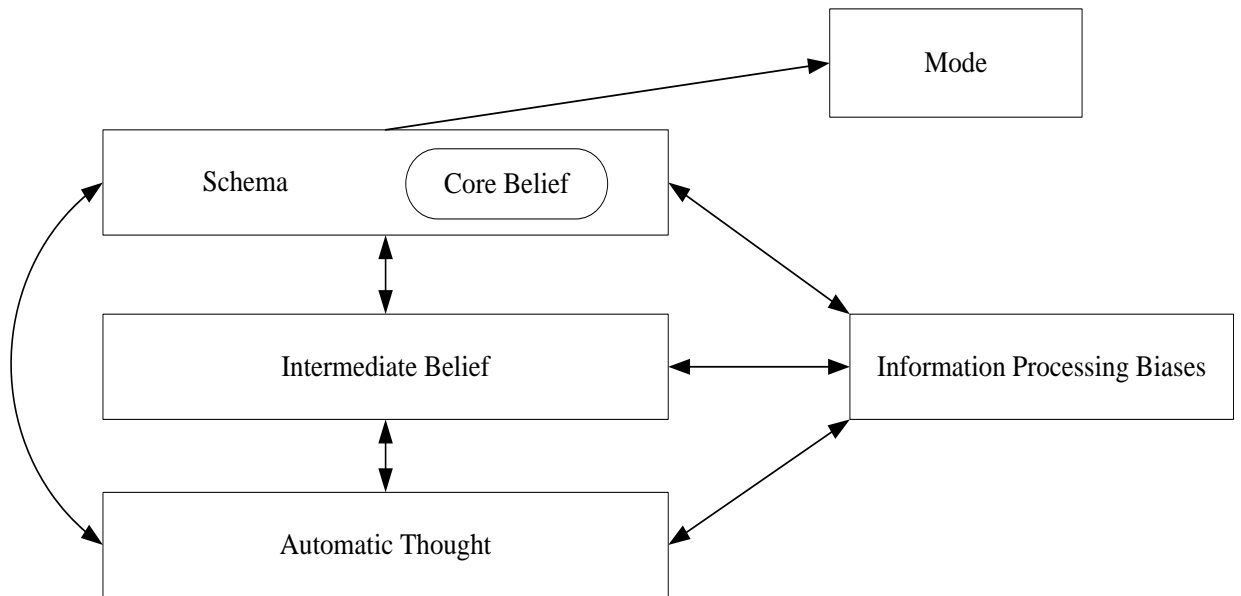 Mode
Schema
Core Belief
Intermediate Belief
Information Processing Biases
Automatic Thought